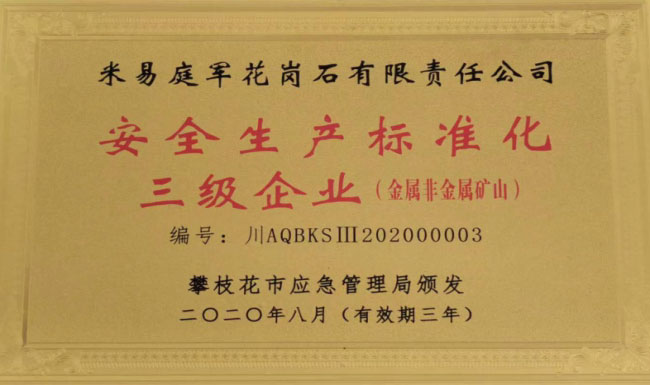 米易庭军花岗石有限责任公司
安全生产标准化
三级企业（金属非金属矿山）
编号：川AQBKSⅢ202000003
攀枝花市应急管理局颁发
二〇二〇年八月（有效期三年）